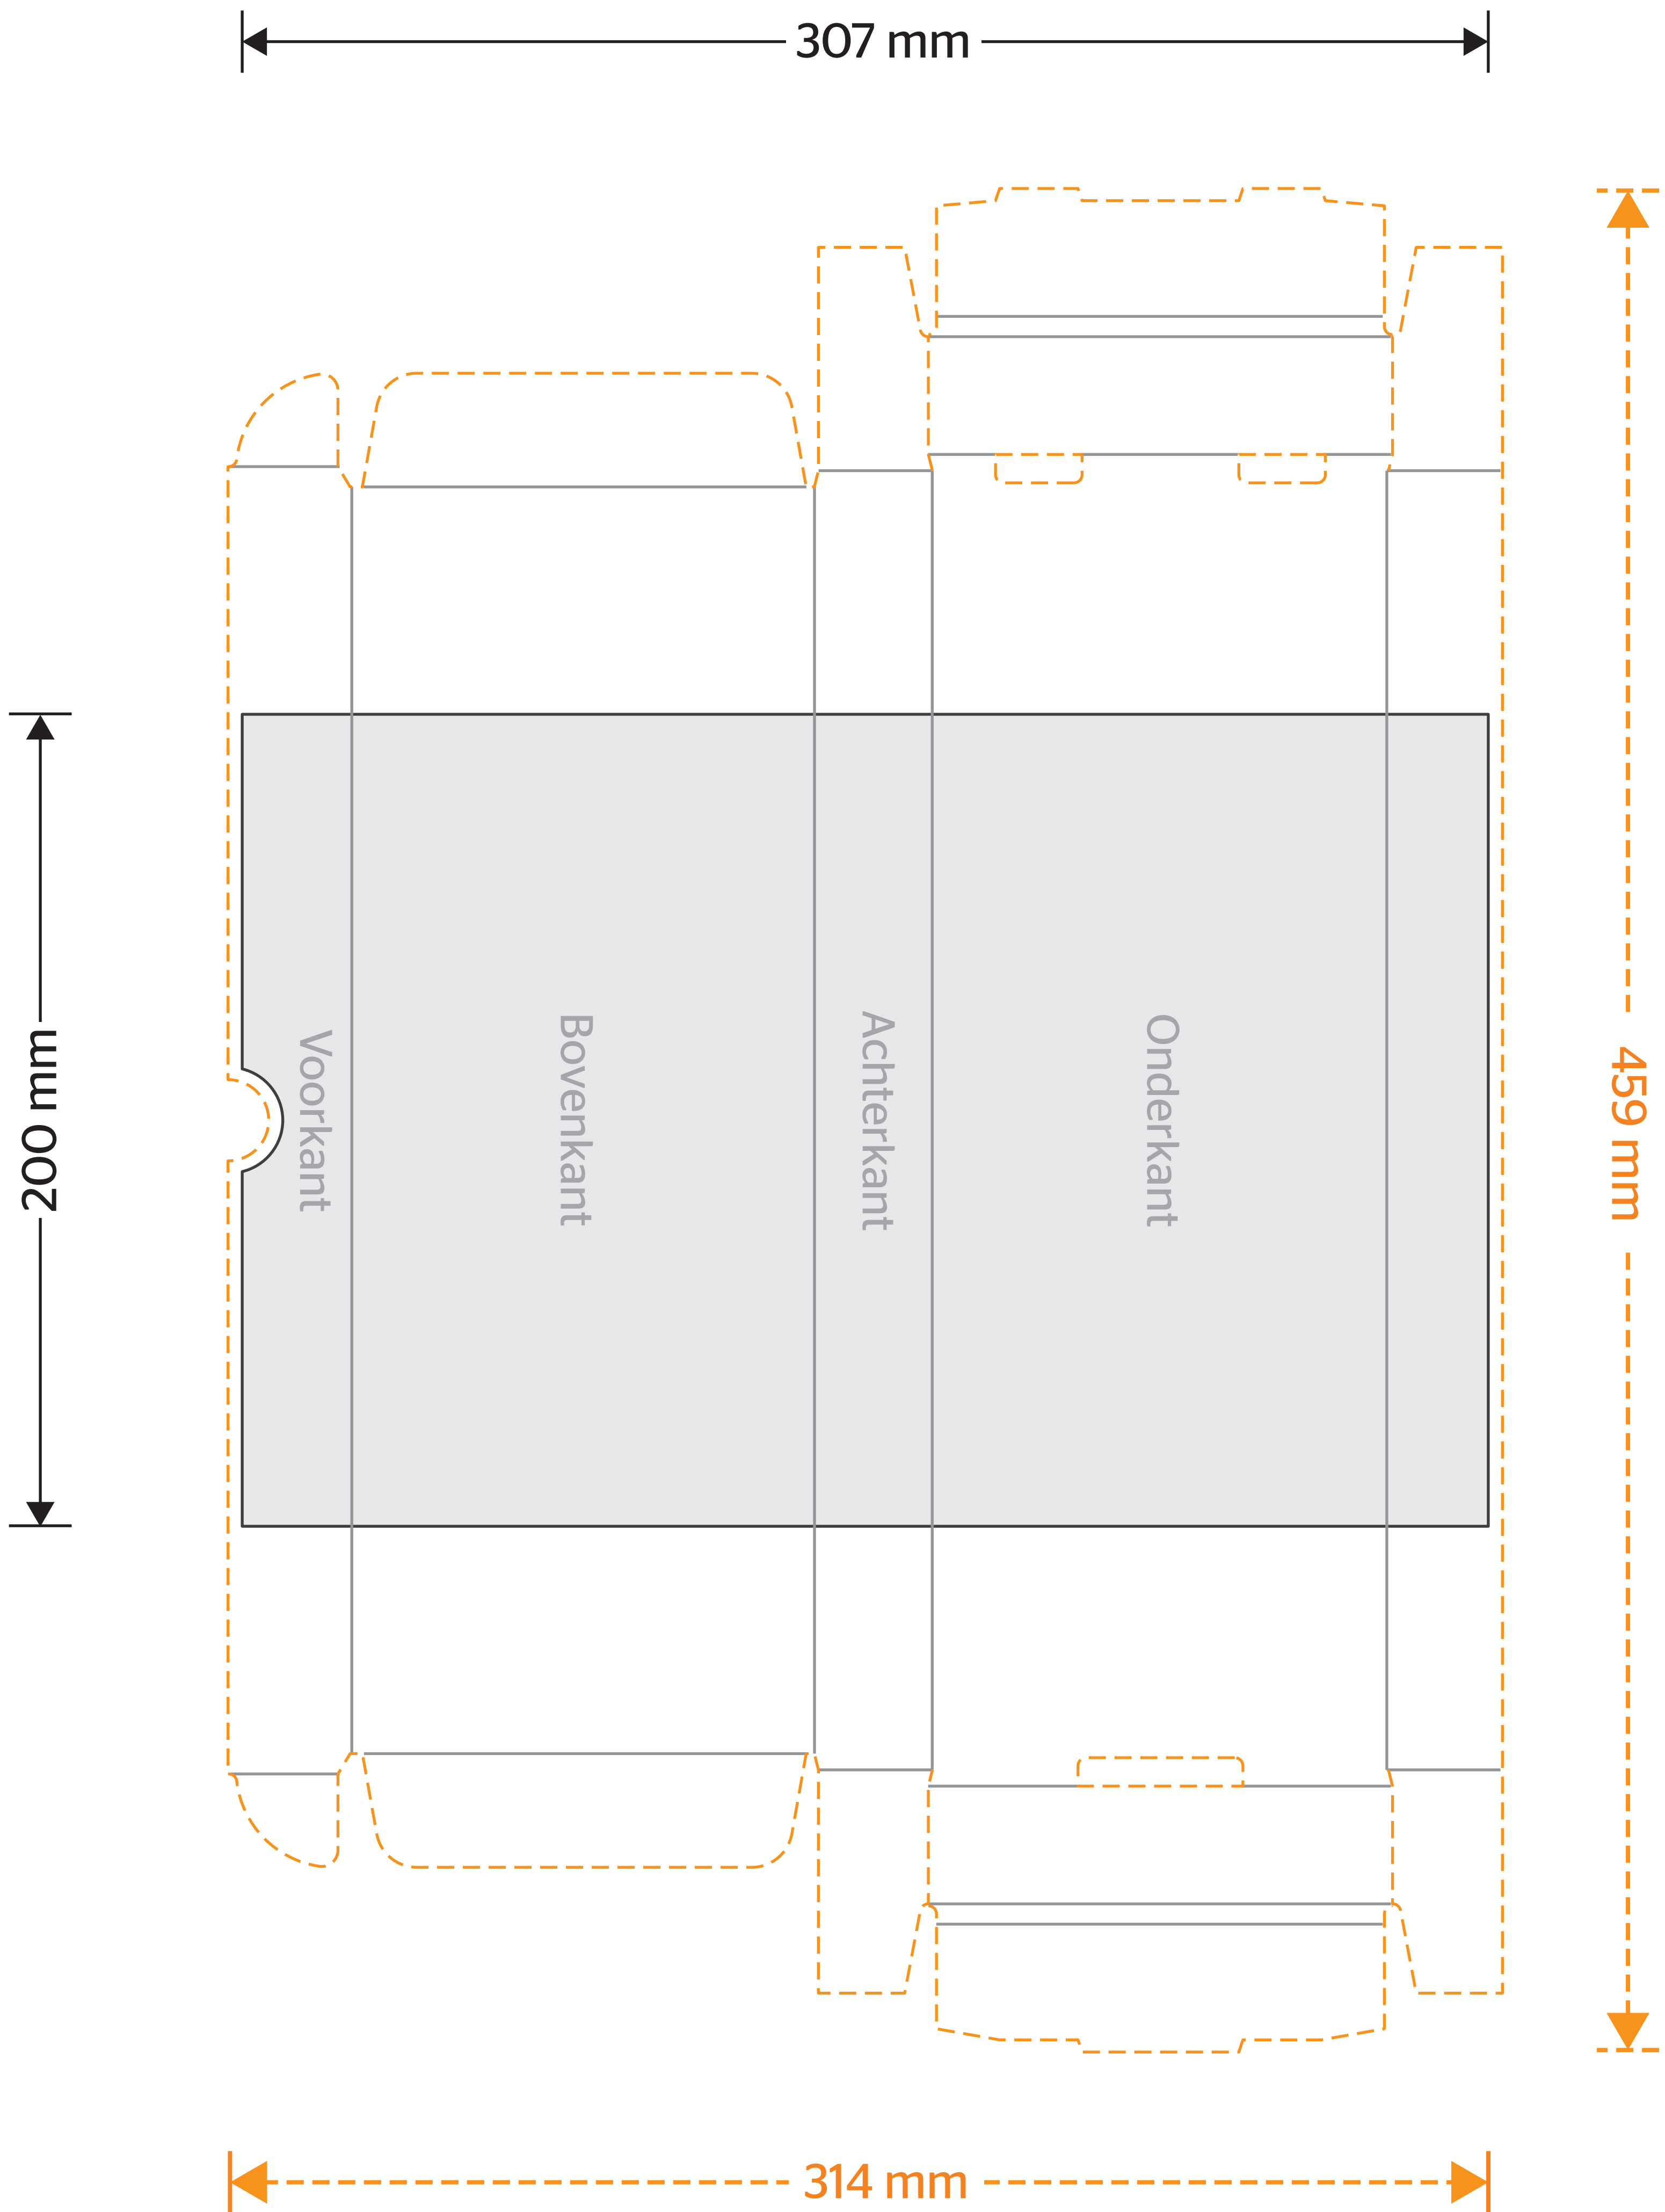 307 mm
200 mm
Voorkant
Bovenkant
Achterkant
Onderkant
459 mm
314 mm